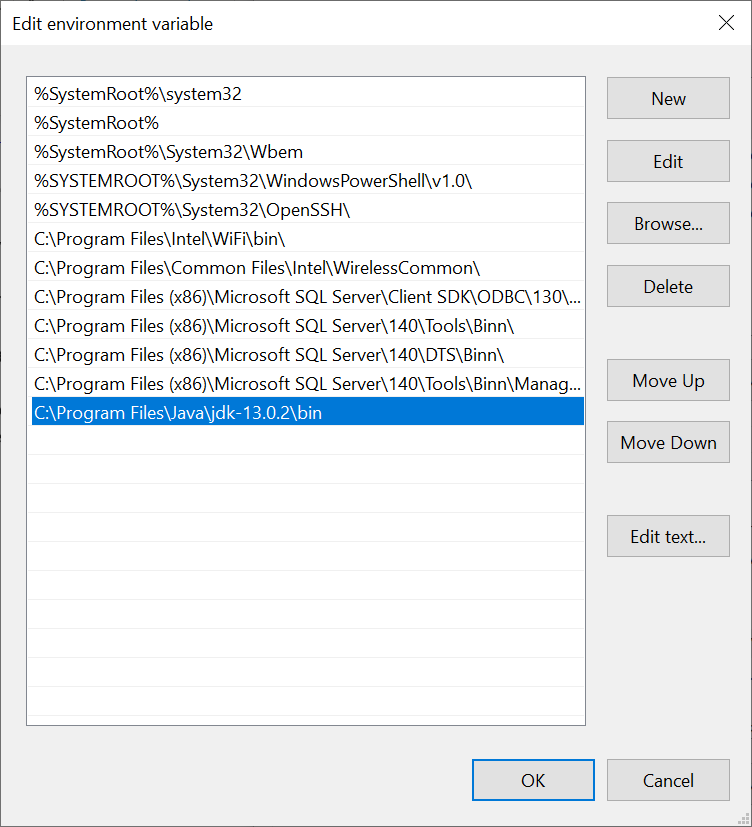 Edit environment variable
%SystemRoot%\system32
%SystemRoot%
%SystemRoot%\System32\Wbem
%SYSTEMROOT%\System32\WindowsPowerShell\v1.0\
%SYSTEMROOT%\System32\OpenSSH\
C:\Program Files\Intel\WiFi\bin\
C:\Program Files\Common Files\Intel\WirelessCommon\
C:\Program Files (x86)\Microsoft SQL Server\Client SDK\ODBC\130\...
C:\Program Files (x86)\Microsoft SQL Server\140\Tools\Binn\
C:\Program Files (x86)\Microsoft SQL Server\140\DTS\Binn\
C:\Program Files (x86)\Microsoft SQL Server\140\Tools\Binn\Manag...
C:\Program Files\Java\jdk-13.0.2\bin
New
Edit
Browse...
Delete
Move Up
Move Down
Edit text...
OK
Cancel